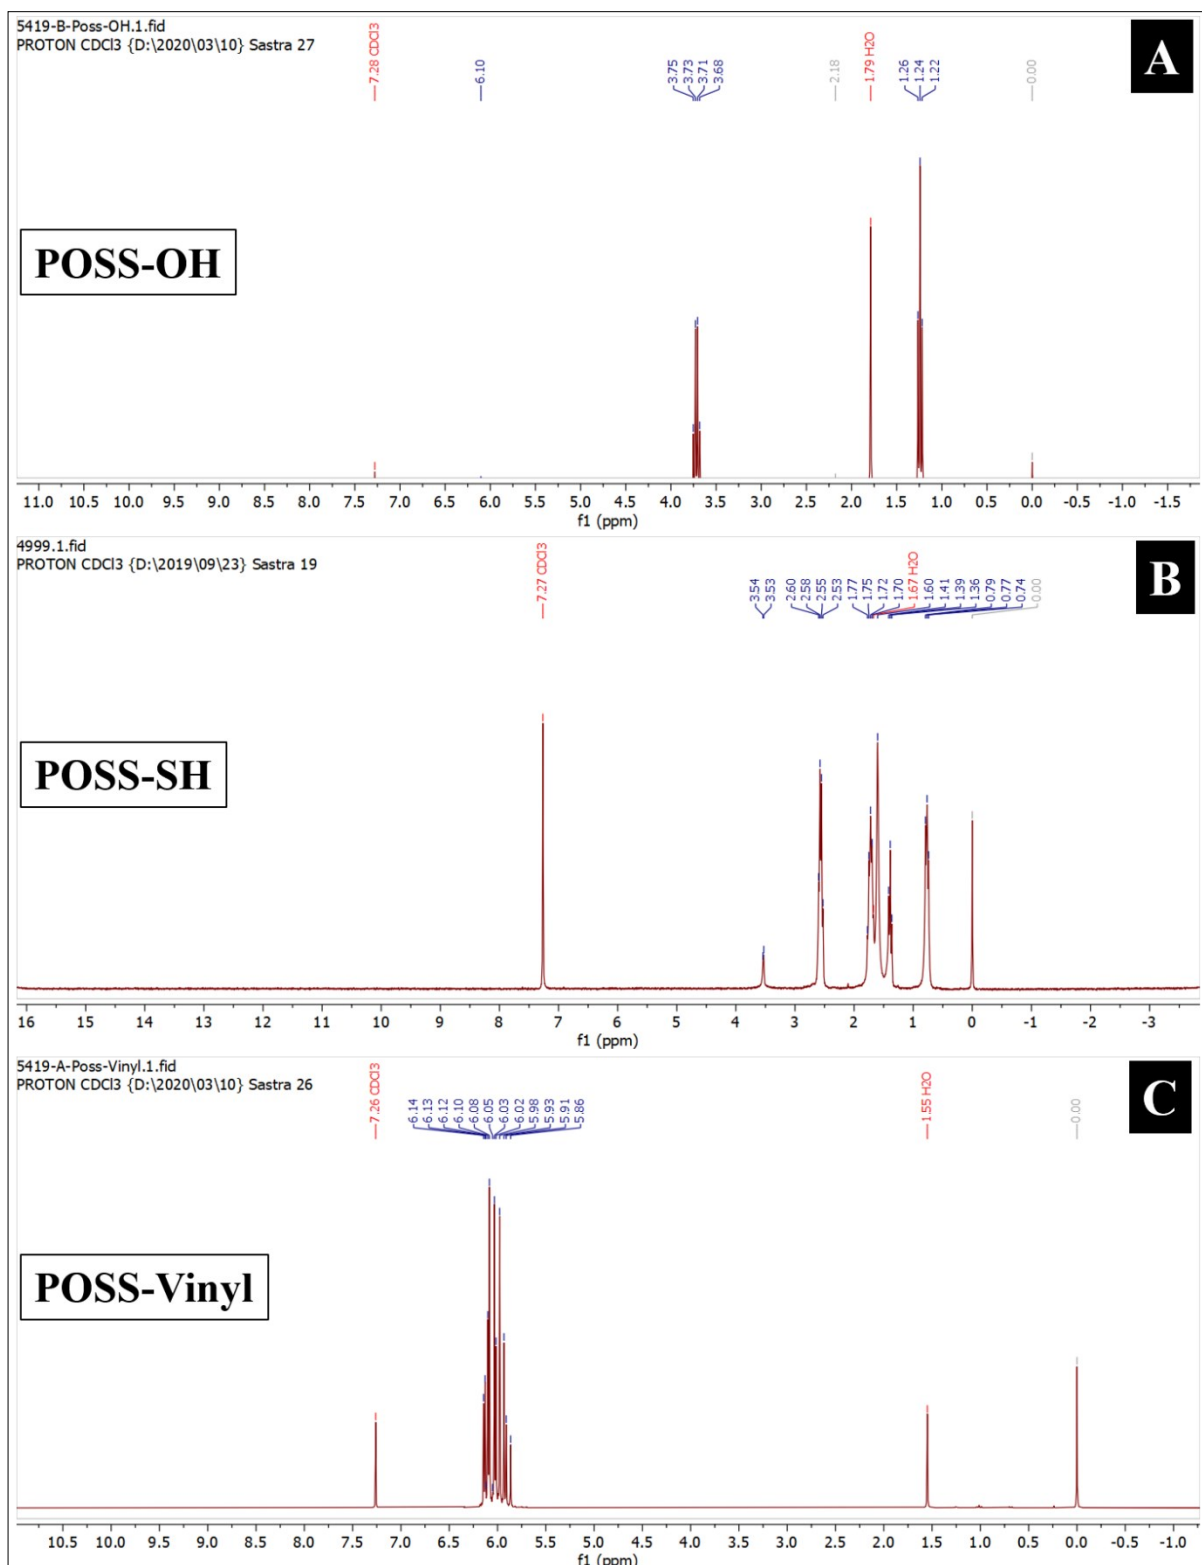 5419-B-Poss-OH.1.fid
PROTON CDCl3 {D:\2020\03\10} Sastra 27
A
7.28 CDCl3
6.10
3.75
3.73
3.71
3.68
2.18
1.79 H2O
1.26
1.24
1.22
0.00
POSS-OH
11.0 10.5 10.0 9.5 9.0 8.5 8.0 7.5 7.0 6.5 6.0 5.5 5.0 4.5 4.0 3.5 3.0 2.5 2.0 1.5 1.0 0.5 0.0 -0.5 -1.0 -1.5
f1 (ppm)
4999.1.fid
PROTON CDCl3 {D:\2019\09\23} Sastra 19
B
7.27 CDCl3
3.54
3.53
2.60
2.58
2.55
2.53
1.77
1.75
1.72
1.70
1.67 H2O
1.60
1.41
1.39
1.36
0.79
0.77
0.74
0.00
POSS-SH
16 15 14 13 12 11 10 9 8 7 6 5 4 3 2 1 0 -1 -2 -3
f1 (ppm)
5419-A-Poss-Vinyl.1.fid
PROTON CDCl3 {D:\2020\03\10} Sastra 26
C
7.26 CDCl3
6.14
6.13
6.12
6.10
6.08
6.05
6.03
6.02
5.98
5.93
5.91
5.86
1.55 H2O
0.00
POSS-Vinyl
10.5 10.0 9.5 9.0 8.5 8.0 7.5 7.0 6.5 6.0 5.5 5.0 4.5 4.0 3.5 3.0 2.5 2.0 1.5 1.0 0.5 0.0 -0.5 -1.0
f1 (ppm)